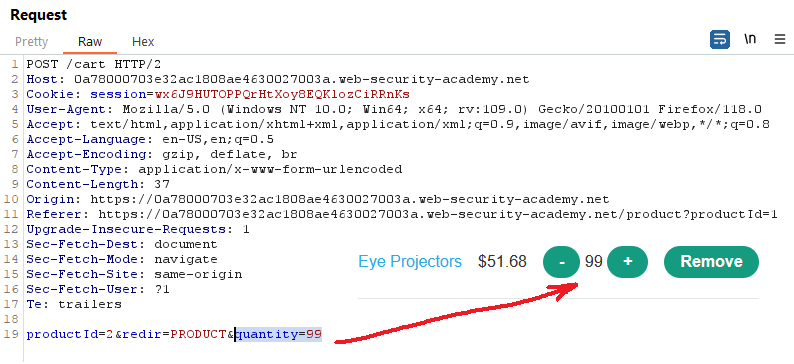 Request
Pretty Raw Hex \n
1 POST /cart HTTP/2
2 Host: 0a78000703e32ac1808ae4630027003a.web-security-academy.net
3 Cookie: session=wx6J9HUTOPPQrHtXoy8EQKlozCiRRnKs
4 User-Agent: Mozilla/5.0 (Windows NT 10.0; Win64; x64; rv:109.0) Gecko/20100101 Firefox/118.0
5 Accept: text/html,application/xhtml+xml,application/xml;q=0.9,image/avif,image/webp,*/*;q=0.8
6 Accept-Language: en-US,en;q=0.5
7 Accept-Encoding: gzip, deflate, br
8 Content-Type: application/x-www-form-urlencoded
9 Content-Length: 37
10 Origin: https://0a78000703e32ac1808ae4630027003a.web-security-academy.net
11 Referer: https://0a78000703e32ac1808ae4630027003a.web-security-academy.net/product?productId=1
12 Upgrade-Insecure-Requests: 1
13 Sec-Fetch-Dest: document
14 Sec-Fetch-Mode: navigate
15 Sec-Fetch-Site: same-origin
16 Sec-Fetch-User: ?1
17 Te: trailers
18
19 productId=2&redir=PRODUCT&quantity=99
Eye Projectors $51.68 - 99 + Remove